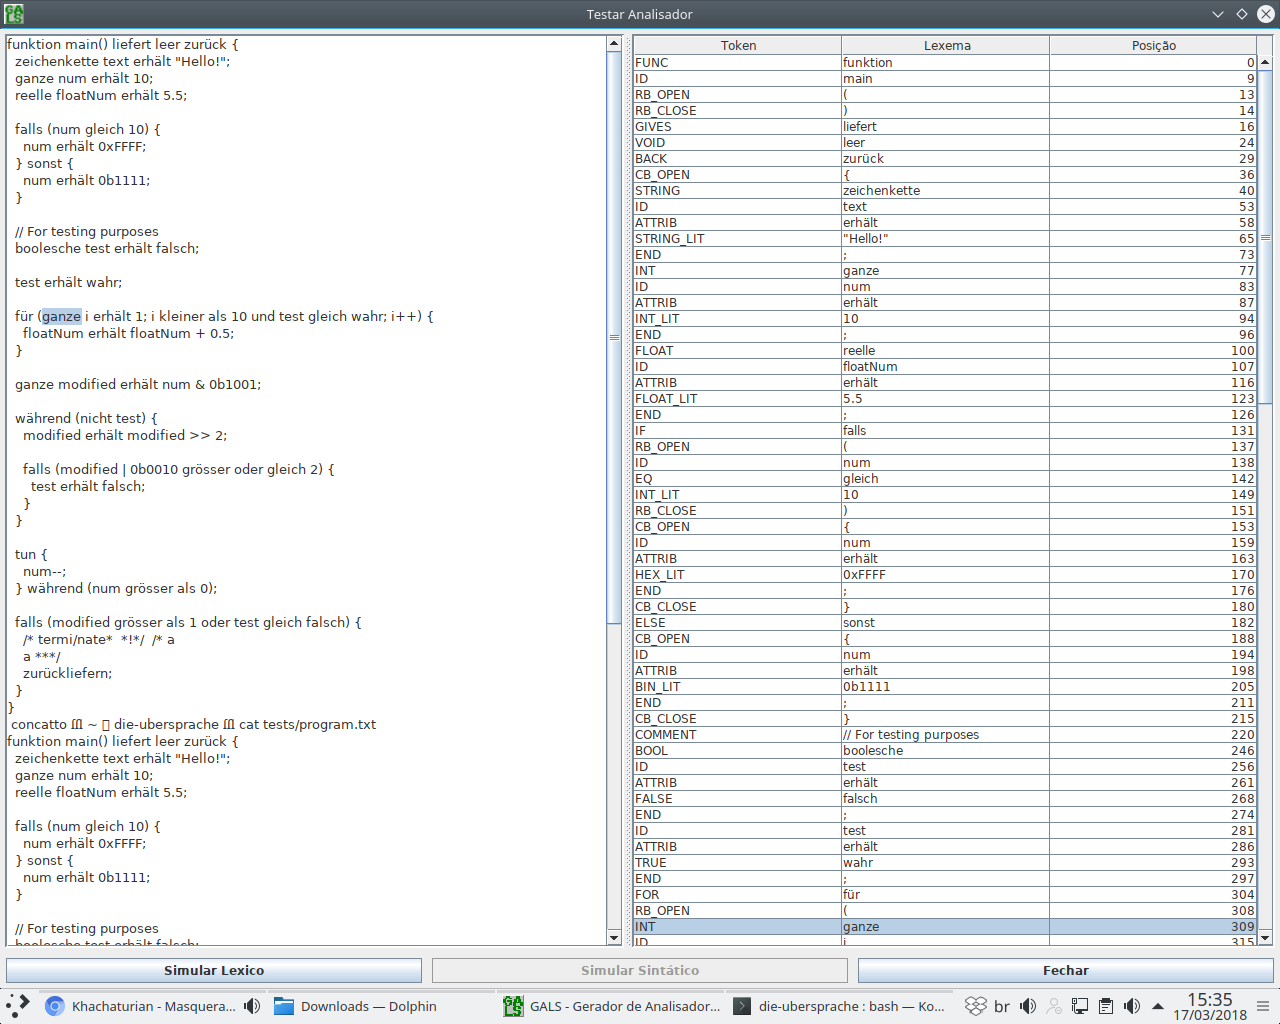 GALS
Testar Analisador
funktion main() liefert leer zurück {
zeichenkette text erhält "Hello!";
ganze num erhält 10;
reelle floatNum erhält 5.5;
falls (num gleich 10) {
num erhält 0xFFFF;
} sonst {
num erhält 0b1111;
}
// For testing purposes
boolesche test erhält falsch;
test erhält wahr;
für (ganze i erhält 1; i kleiner als 10 und test gleich wahr; i++) {
floatNum erhält floatNum + 0.5;
}
ganze modified erhält num & 0b1001;
während (nicht test) {
modified erhält modified >> 2;
falls (modified | 0b0010 grösser oder gleich 2) {
test erhält falsch;
}
}
tun {
num--;
} während (num grösser als 0);
falls (modified grösser als 1 oder test gleich falsch) {
/* termi/nate*  *!*/  /* a
a ***/
zurückliefern;
}
}
concatto ~ die-ubersprache cat tests/program.txt
funktion main() liefert leer zurück {
zeichenkette text erhält "Hello!";
ganze num erhält 10;
reelle floatNum erhält 5.5;
falls (num gleich 10) {
num erhält 0xFFFF;
} sonst {
num erhält 0b1111;
}
// For testing purposes
boolesche test erhält falsch;
Token Lexema Posição
FUNC funktion 0
ID main 9
RB_OPEN ( 13
RB_CLOSE ) 14
GIVES liefert 16
VOID leer 24
BACK zurück 29
CB_OPEN { 36
STRING zeichenkette 40
ID text 53
ATTRIB erhält 58
STRING_LIT "Hello!" 65
END ; 73
INT ganze 77
ID num 83
ATTRIB erhält 87
INT_LIT 10 94
END ; 96
FLOAT reelle 100
ID floatNum 107
ATTRIB erhält 116
FLOAT_LIT 5.5 123
END ; 126
IF falls 131
RB_OPEN ( 137
ID num 138
EQ gleich 142
INT_LIT 10 149
RB_CLOSE ) 151
CB_OPEN { 153
ID num 159
ATTRIB erhält 163
HEX_LIT 0xFFFF 170
END ; 176
CB_CLOSE } 180
ELSE sonst 182
CB_OPEN { 188
ID num 194
ATTRIB erhält 198
BIN_LIT 0b1111 205
END ; 211
CB_CLOSE } 215
COMMENT // For testing purposes 220
BOOL boolesche 246
ID test 256
ATTRIB erhält 261
FALSE falsch 268
END ; 274
ID test 281
ATTRIB erhält 286
TRUE wahr 293
END ; 297
FOR für 304
RB_OPEN ( 308
INT ganze 309
ID i 315
Simular Lexico
Simular Sintático
Fechar
Khachaturian - Masquera...
Downloads — Dolphin
GALS
GALS - Gerador de Analisador...
die-ubersprache : bash — Ko...
br
15:35
17/03/2018